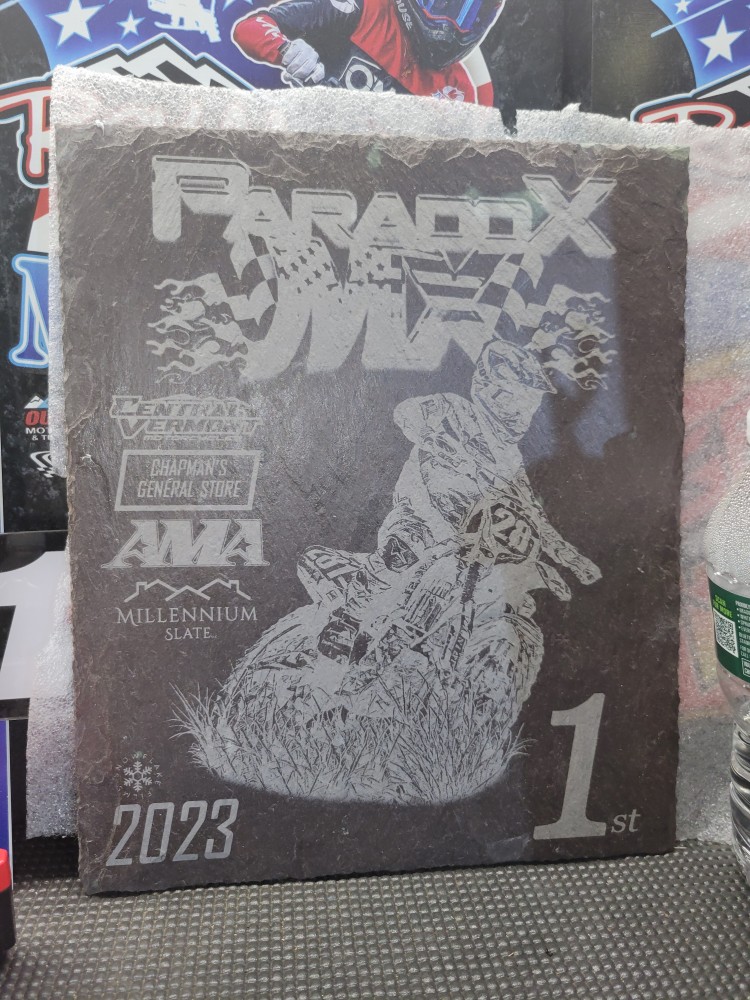 PARADOX
MX
CENTRAL
VERMONT
CHAPMAN'S
GENERAL STORE
AMA
MILLENNIUM
SLATE
28
2023
1st